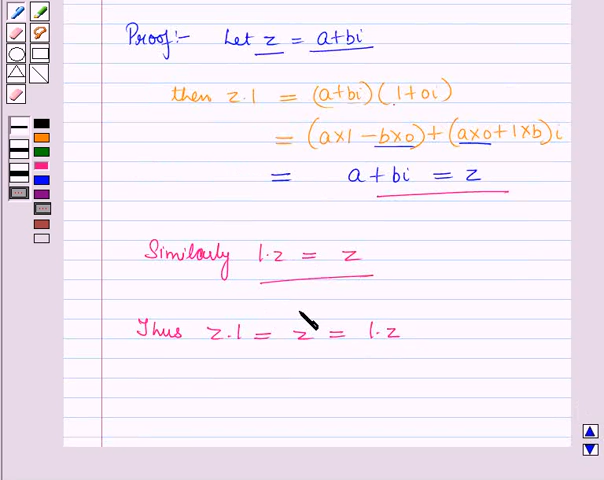 Proof:- Let z = a+bi
then z.1 = (a+bi)(1+0i)
= (a×1-b×0)+(a×0+1×b)i
= a+bi = z
Similarly 1.z = z
Thus z.1 = z = 1.z